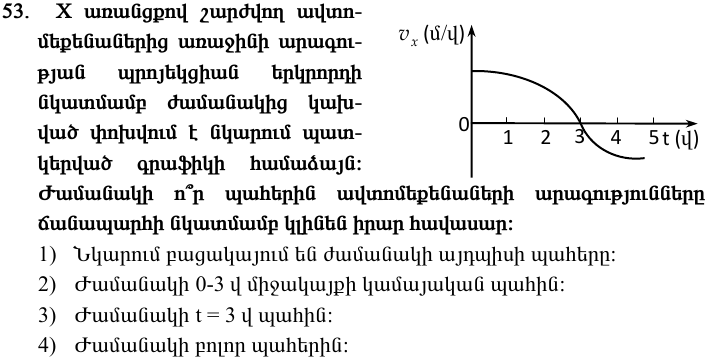 53. X առանցքով շարժվող ավտո-
մեքենաներից առաջինի արագու-
թյան պրոյեկցիան երկրորդի
նկատմամբ ժամանակից կախ-
ված փոխվում է նկարում պատ-
կերված գրաֆիկի համաձայն:
Ժամանակի ո՞ր պահերին ավտոմեքենաների արագությունները
ճանապարհի նկատմամբ կլինեն իրար հավասար:
v_x (մ/վ)
0 1 2 3 4 5 t (վ)
1) Նկարում բացակայում են ժամանակի այդպիսի պահերը:
2) Ժամանակի 0-3 վ միջակայքի կամայական պահին:
3) Ժամանակի t = 3 վ պահին:
4) Ժամանակի բոլոր պահերին: